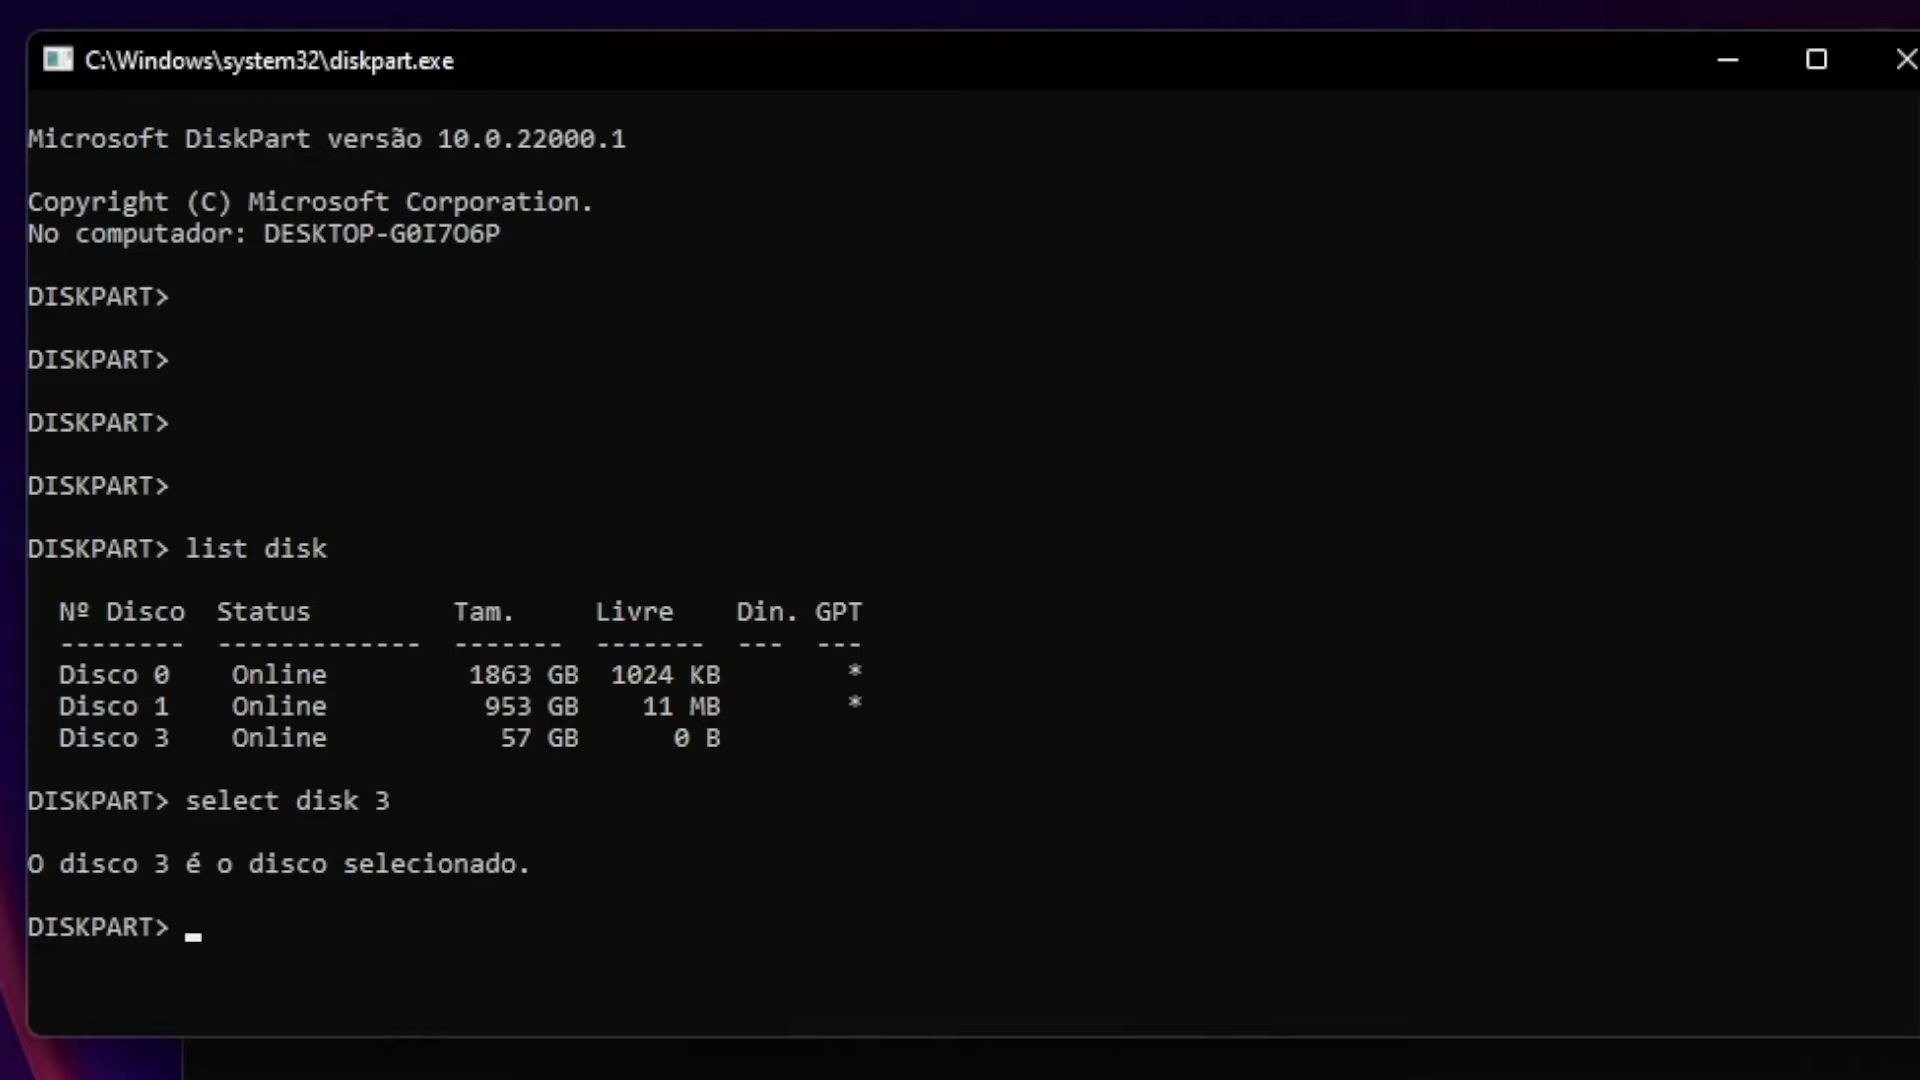 C:\Windows\system32\diskpart.exe
Microsoft DiskPart versão 10.0.22000.1
Copyright (C) Microsoft Corporation.
No computador: DESKTOP-G0I7O6P
DISKPART>
DISKPART>
DISKPART>
DISKPART>
DISKPART> list disk
Nº Disco  Status         Tam.     Livre    Din.  GPT
--------  -------------  -------  -------  ---  ---
Disco 0    Online         1863 GB  1024 KB        *
Disco 1    Online          953 GB    11 MB        *
Disco 3    Online           57 GB      0 B
DISKPART> select disk 3
O disco 3 é o disco selecionado.
DISKPART>